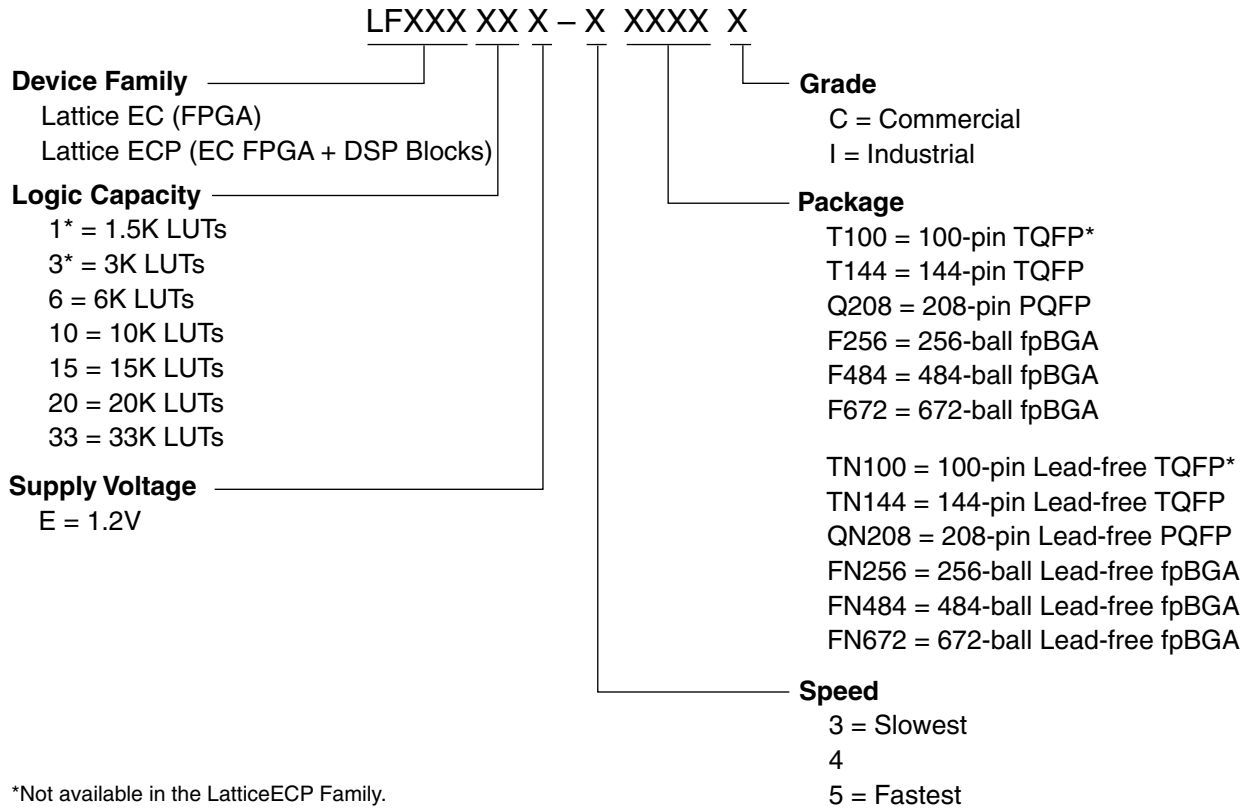 LFXXX XX X – X XXXX X
Device Family
Lattice EC (FPGA)
Lattice ECP (EC FPGA + DSP Blocks)
Logic Capacity
1* = 1.5K LUTs
3* = 3K LUTs
6 = 6K LUTs
10 = 10K LUTs
15 = 15K LUTs
20 = 20K LUTs
33 = 33K LUTs
Supply Voltage
E = 1.2V
Grade
C = Commercial
I = Industrial
Package
T100 = 100-pin TQFP*
T144 = 144-pin TQFP
Q208 = 208-pin PQFP
F256 = 256-ball fpBGA
F484 = 484-ball fpBGA
F672 = 672-ball fpBGA
TN100 = 100-pin Lead-free TQFP*
TN144 = 144-pin Lead-free TQFP
QN208 = 208-pin Lead-free PQFP
FN256 = 256-ball Lead-free fpBGA
FN484 = 484-ball Lead-free fpBGA
FN672 = 672-ball Lead-free fpBGA
Speed
3 = Slowest
4
5 = Fastest
*Not available in the LatticeECP Family.